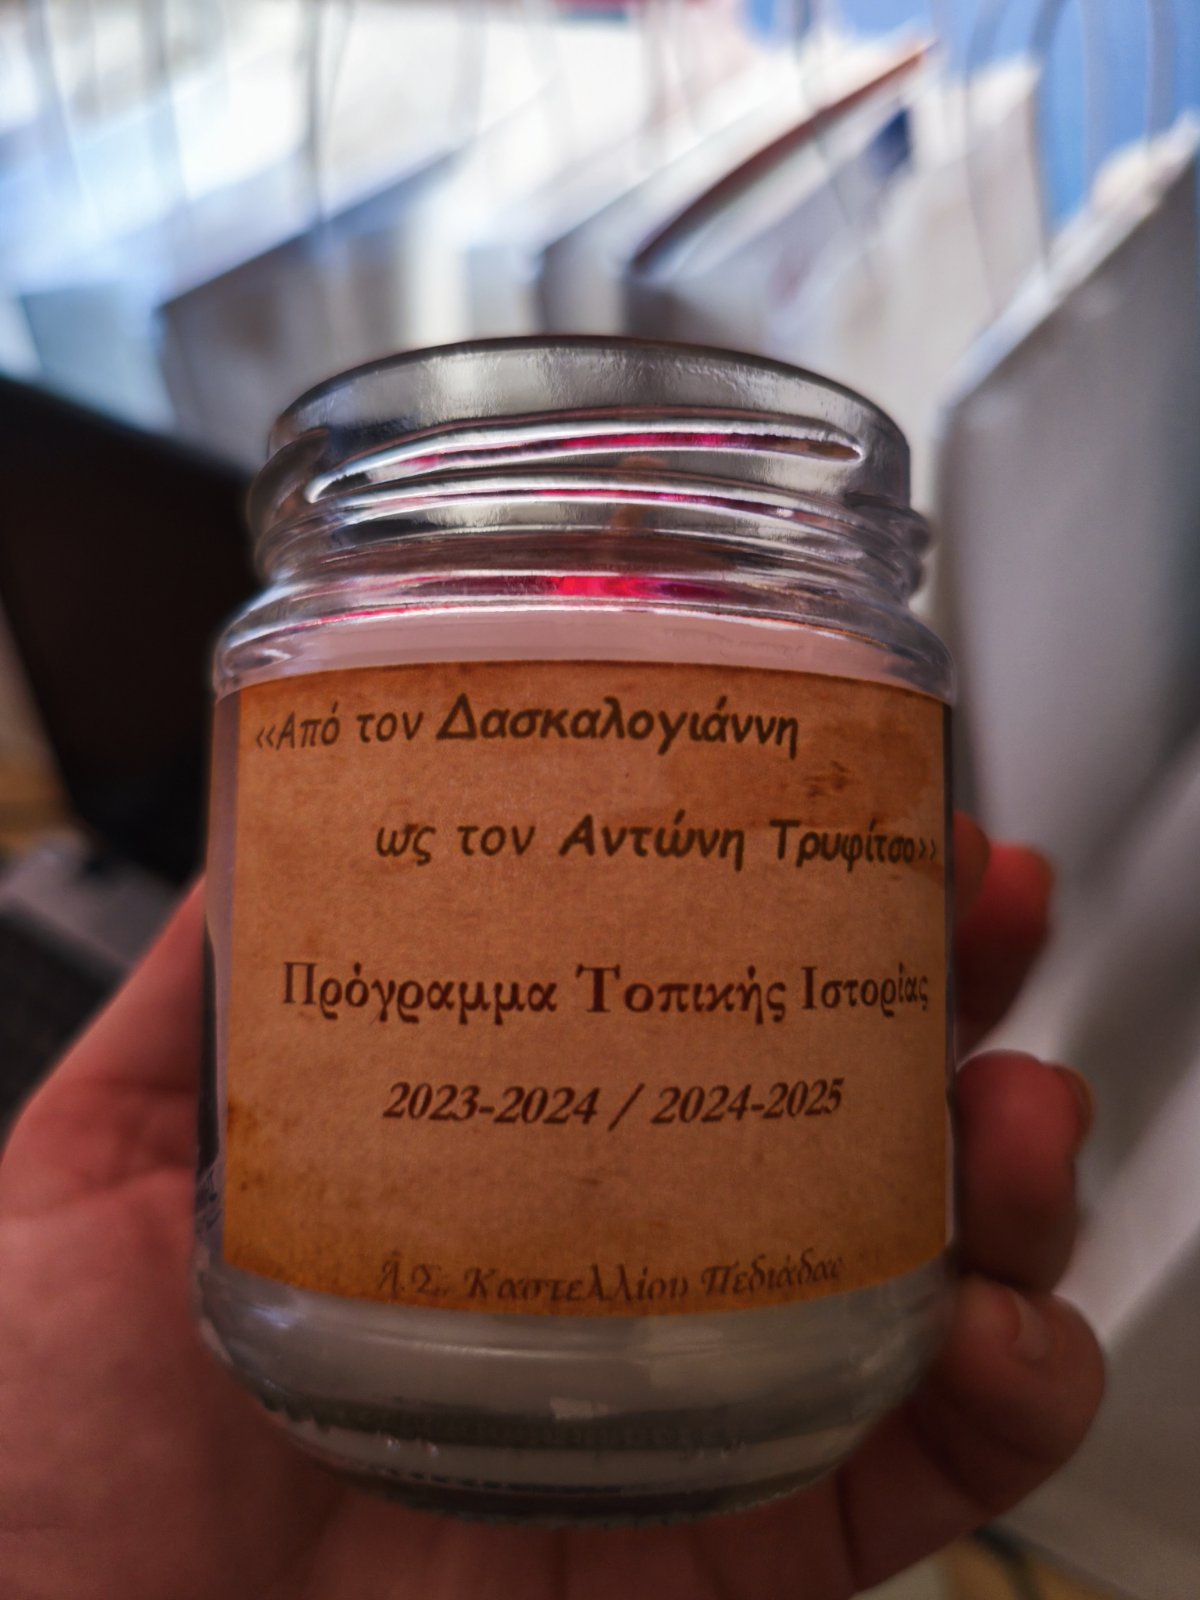 ‹‹Από τον Δασκαλογιάννη
ως τον Αντώνη Τρυφίτσο››
Πρόγραμμα Τοπικής Ιστορίας
2023-2024 / 2024-2025
Λ.Σ. Καστελλίου Πεδιάδας